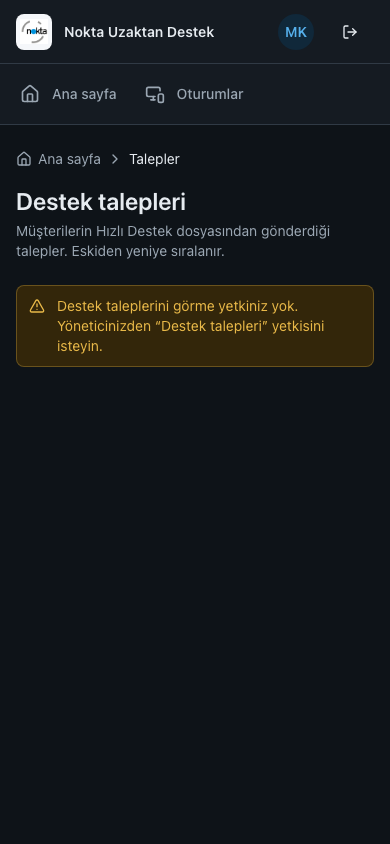 nokta
Nokta Uzaktan Destek
MK
Ana sayfa
Oturumlar
Ana sayfa
Talepler
Destek talepleri
Müşterilerin Hızlı Destek dosyasından gönderdiği
talepler. Eskiden yeniye sıralanır.
Destek taleplerini görme yetkiniz yok.
Yöneticinizden “Destek talepleri” yetkisini
isteyin.